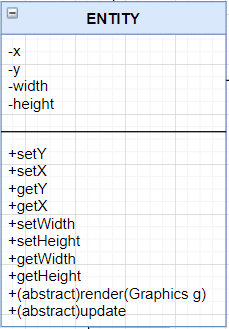 ENTITY
-x
-y
-width
-height
+setY
+setX
+getY
+getX
+setWidth
+setHeight
+getWidth
+getHeight
+(abstract)render(Graphics g)
+(abstract)update